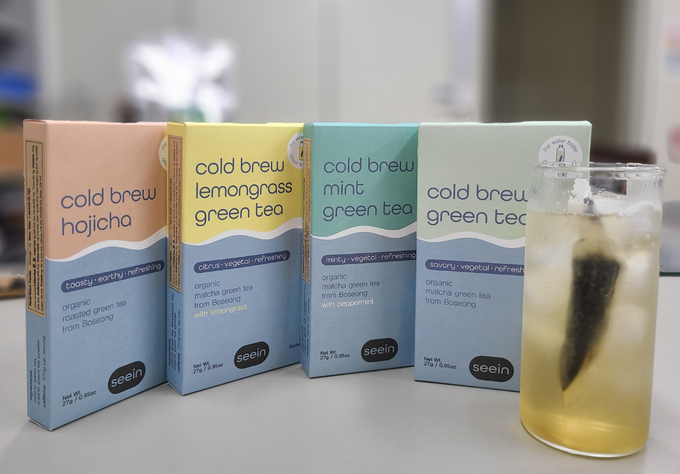 cold brew
hojicha
toasty · earthy · refreshing
organic
roasted green tea
from Boseong
Net Wt.
27g / 0.95oz
seein
cold brew
lemongrass
green tea
citrus · vegetal · refreshing
organic
matcha green tea
from Boseong
with lemongrass
Net Wt.
27g / 0.95oz
seein
cold brew
mint
green tea
minty · vegetal · refreshing
organic
matcha green tea
from Boseong
with peppermint
Net Wt.
27g / 0.95oz
seein
cold brew
green tea
savory · vegetal · refresh
organic
matcha green tea
from Boseong
Net Wt.
27g / 0.95oz
seein
for water bottle